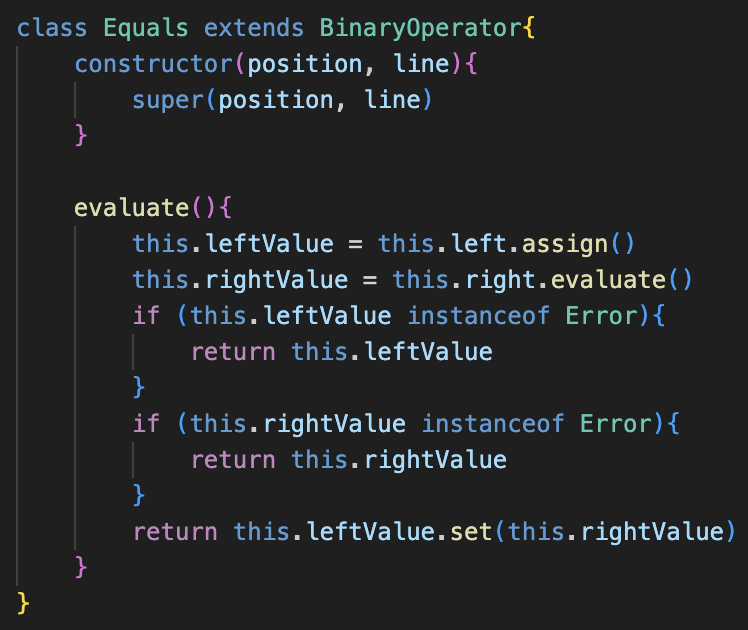 class Equals extends BinaryOperator{
    constructor(position, line){
        super(position, line)
    }

    evaluate(){
        this.leftValue = this.left.assign()
        this.rightValue = this.right.evaluate()
        if (this.leftValue instanceof Error){
            return this.leftValue
        }
        if (this.rightValue instanceof Error){
            return this.rightValue
        }
        return this.leftValue.set(this.rightValue)
    }
}